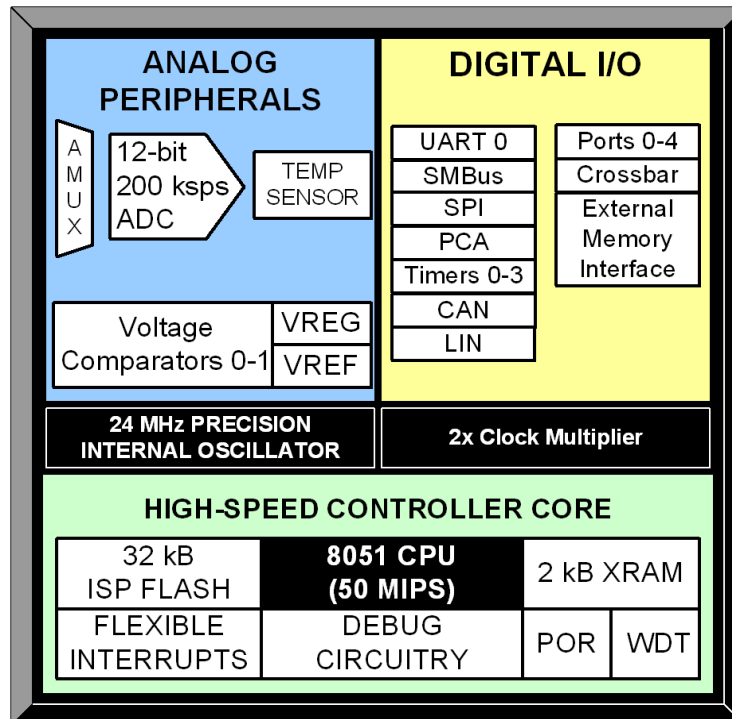 ANALOG
PERIPHERALS
A
M
U
X
12-bit
200 ksps
ADC
TEMP
SENSOR
Voltage
Comparators 0-1
VREG
VREF
DIGITAL I/O
UART 0
SMBus
SPI
PCA
Timers 0-3
CAN
LIN
Ports 0-4
Crossbar
External
Memory
Interface
24 MHz PRECISION
INTERNAL OSCILLATOR
2x Clock Multiplier
HIGH-SPEED CONTROLLER CORE
32 kB
ISP FLASH
8051 CPU
(50 MIPS)
2 kB XRAM
FLEXIBLE
INTERRUPTS
DEBUG
CIRCUITRY
POR
WDT